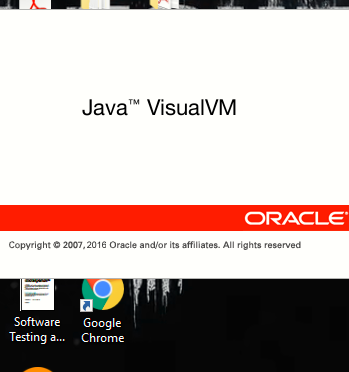 Java™ VisualVM
ORACLE®
Copyright © 2007, 2016 Oracle and/or its affiliates. All rights reserved
Software
Testing a...
Google
Chrome